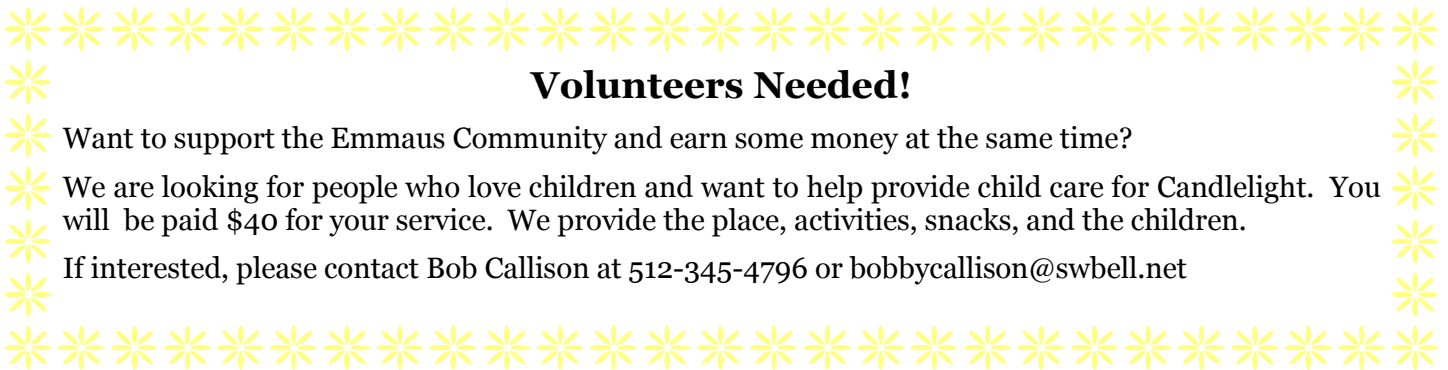 Volunteers Needed!
Want to support the Emmaus Community and earn some money at the same time?
We are looking for people who love children and want to help provide child care for Candlelight.  You
will  be paid $40 for your service.  We provide the place, activities, snacks, and the children.
If interested, please contact Bob Callison at 512-345-4796 or bobbycallison@swbell.net